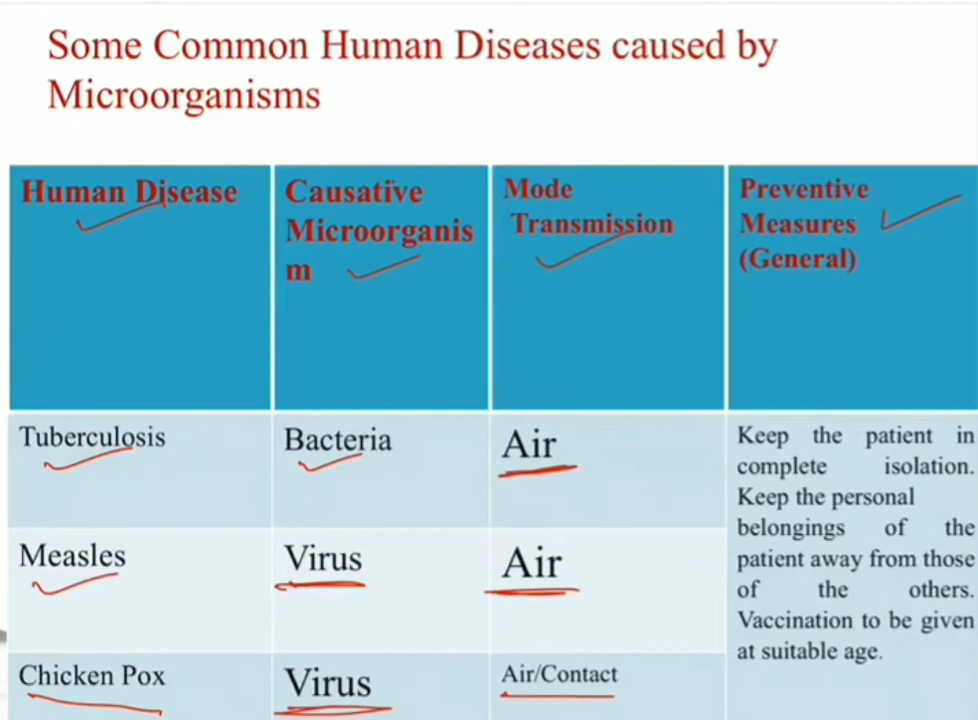 Some Common Human Diseases caused by
Microorganisms
Human Disease
Causative
Microorganis
m
Mode
Transmission
Preventive
Measures
(General)
Tuberculosis
Bacteria
Air
Keep the patient in
complete isolation.
Keep the personal
belongings of the
patient away from those
of the others.
Vaccination to be given
at suitable age.
Measles
Virus
Air
Chicken Pox
Virus
Air/Contact